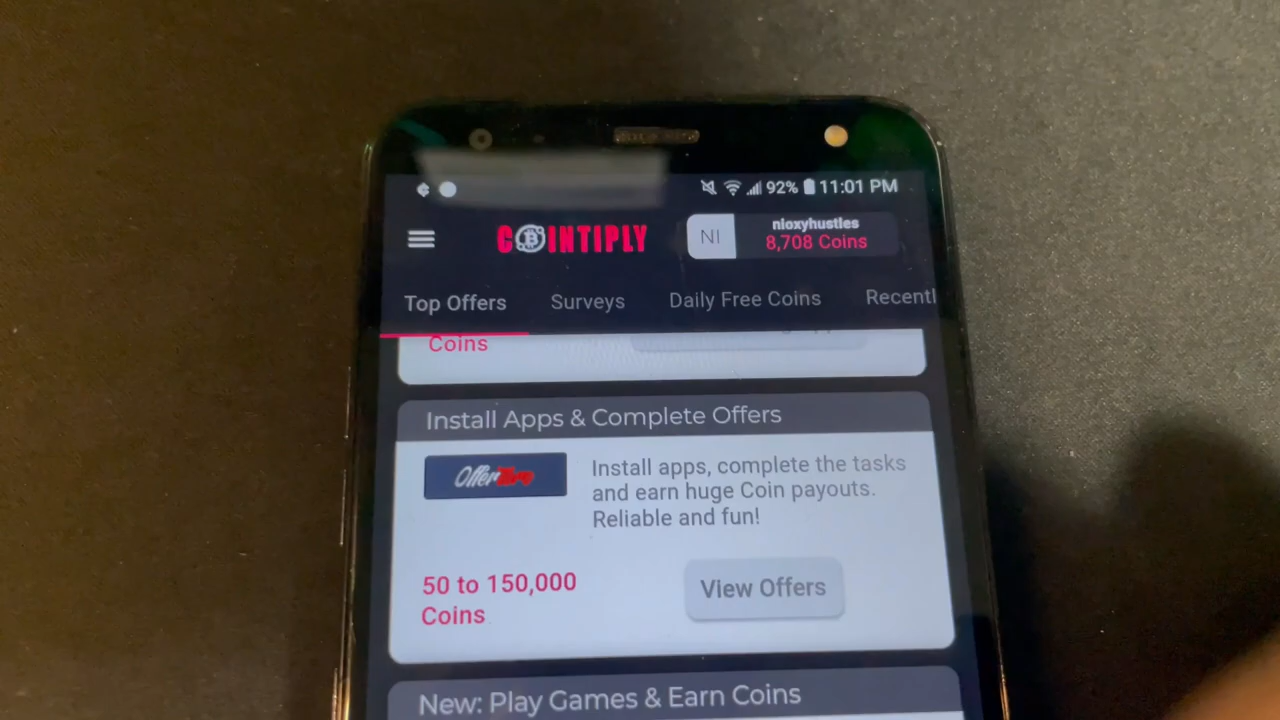 92% 11:01 PM
COINTIPLY
NI
nioxyhustles
8,708 Coins
Top Offers Surveys Daily Free Coins Recentl
Coins
Install Apps & Complete Offers
OfferToro
Install apps, complete the tasks
and earn huge Coin payouts.
Reliable and fun!
50 to 150,000
Coins
View Offers
New: Play Games & Earn Coins